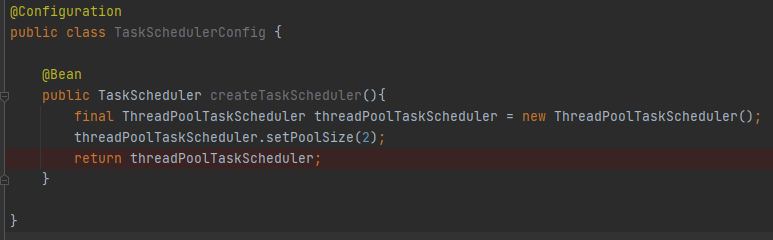 @Configuration
public class TaskSchedulerConfig {
@Bean
public TaskScheduler createTaskScheduler(){
final ThreadPoolTaskScheduler threadPoolTaskScheduler = new ThreadPoolTaskScheduler();
threadPoolTaskScheduler.setPoolSize(2);
return threadPoolTaskScheduler;
}
}